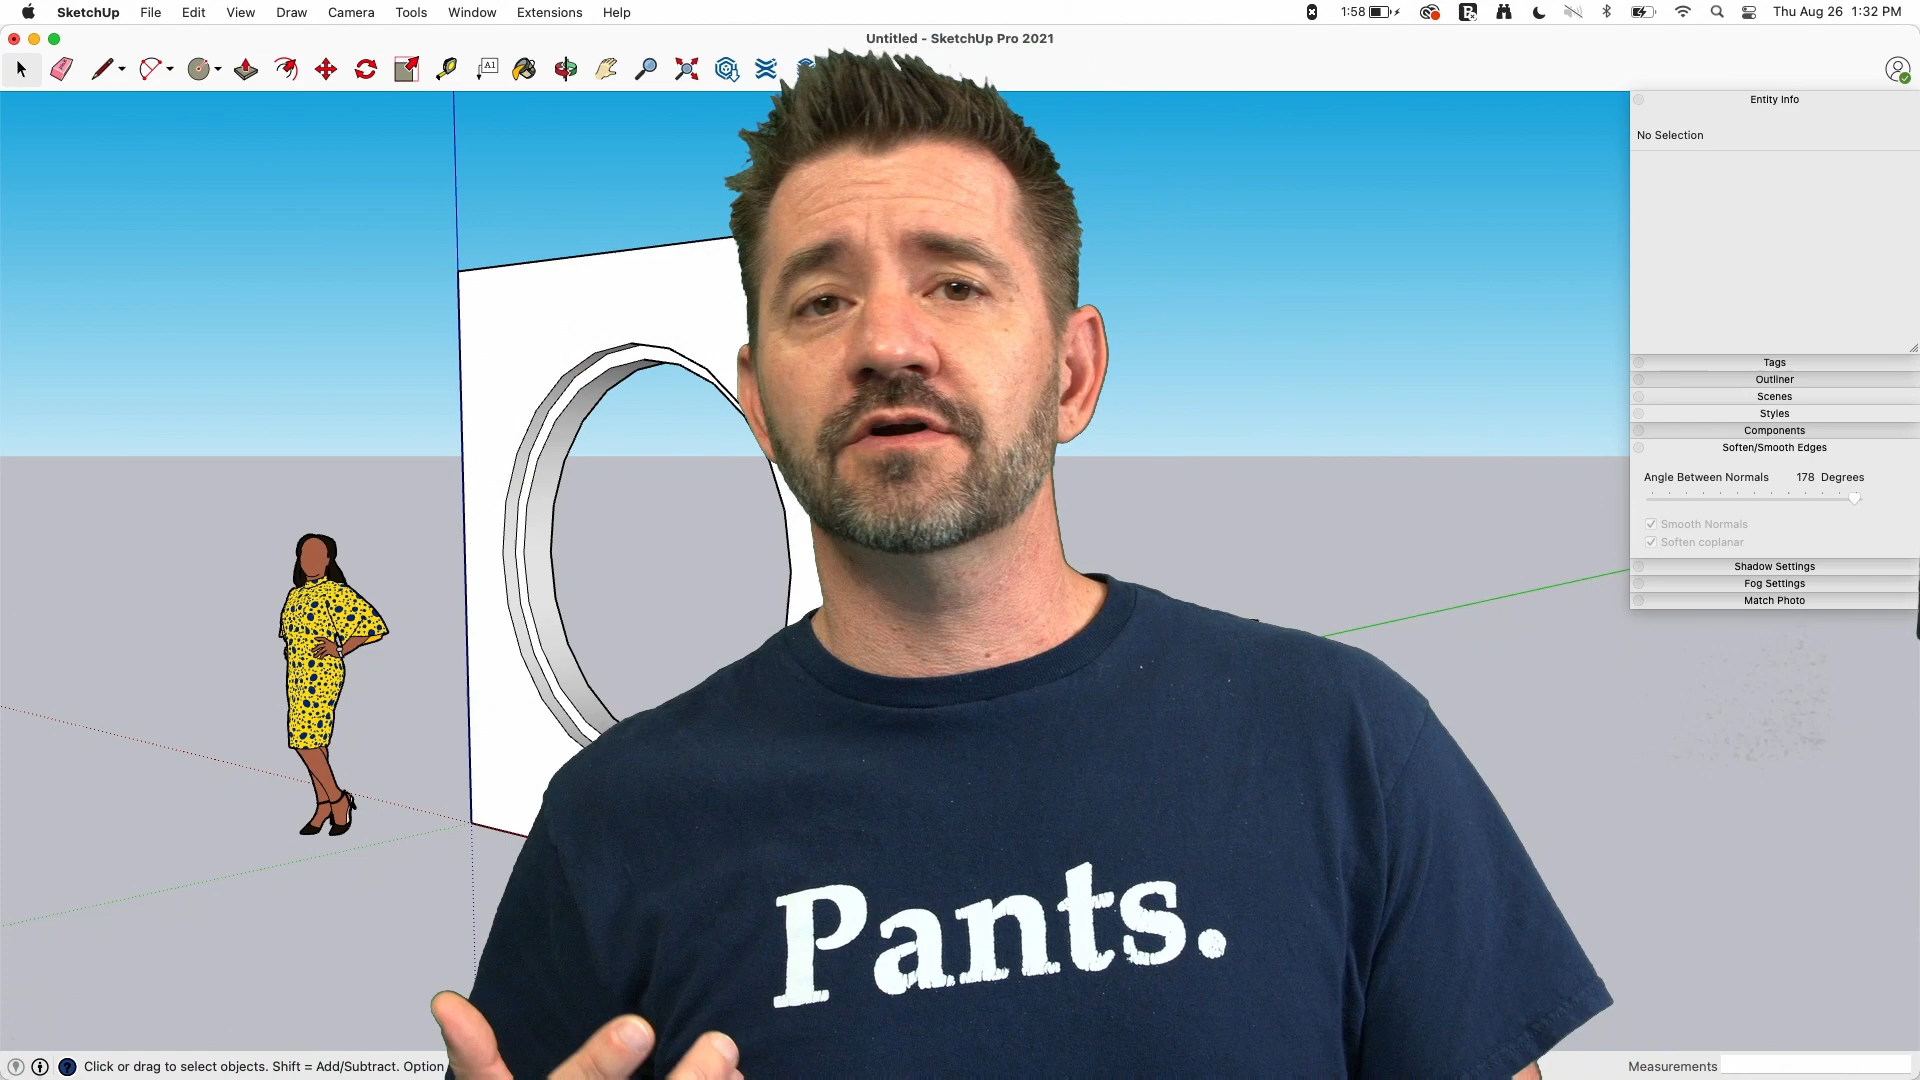 SketchUp File Edit View Draw Camera Tools Window Extensions Help 1:58 Thu Aug 26 1:32 PM
Untitled - SketchUp Pro 2021
A1
Entity Info
No Selection
Tags
Outliner
Scenes
Styles
Components
Soften/Smooth Edges
Angle Between Normals 178 Degrees
Smooth Normals
Soften coplanar
Shadow Settings
Fog Settings
Match Photo
Pants.
Click or drag to select objects. Shift = Add/Subtract. Option
Measurements